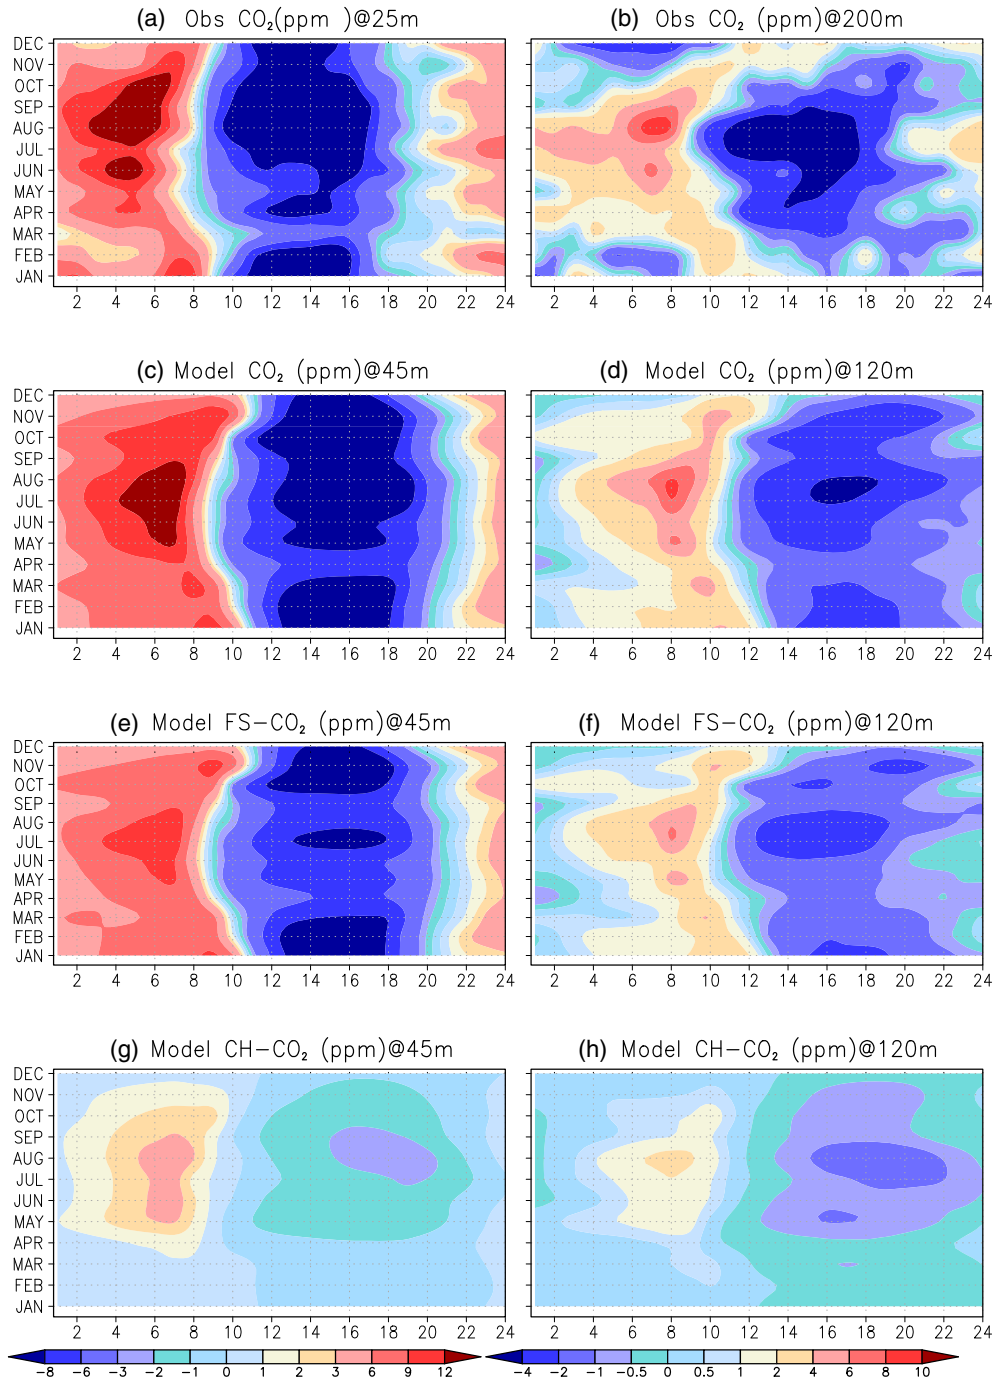 (a) Obs CO₂(ppm )@25m
(b) Obs CO₂ (ppm)@200m
DEC
NOV
OCT
SEP
AUG
JUL
JUN
MAY
APR
MAR
FEB
JAN
2 4 6 8 10 12 14 16 18 20 22 24
2 4 6 8 10 12 14 16 18 20 22 24
(c) Model CO₂ (ppm)@45m
(d) Model CO₂ (ppm)@120m
DEC
NOV
OCT
SEP
AUG
JUL
JUN
MAY
APR
MAR
FEB
JAN
2 4 6 8 10 12 14 16 18 20 22 24
2 4 6 8 10 12 14 16 18 20 22 24
(e) Model FS-CO₂ (ppm)@45m
(f) Model FS-CO₂ (ppm)@120m
DEC
NOV
OCT
SEP
AUG
JUL
JUN
MAY
APR
MAR
FEB
JAN
2 4 6 8 10 12 14 16 18 20 22 24
2 4 6 8 10 12 14 16 18 20 22 24
(g) Model CH-CO₂ (ppm)@45m
(h) Model CH-CO₂ (ppm)@120m
DEC
NOV
OCT
SEP
AUG
JUL
JUN
MAY
APR
MAR
FEB
JAN
2 4 6 8 10 12 14 16 18 20 22 24
2 4 6 8 10 12 14 16 18 20 22 24
-8 -6 -3 -2 -1 0 1 2 3 6 9 12
-4 -2 -1 -0.5 0 0.5 1 2 4 6 8 10